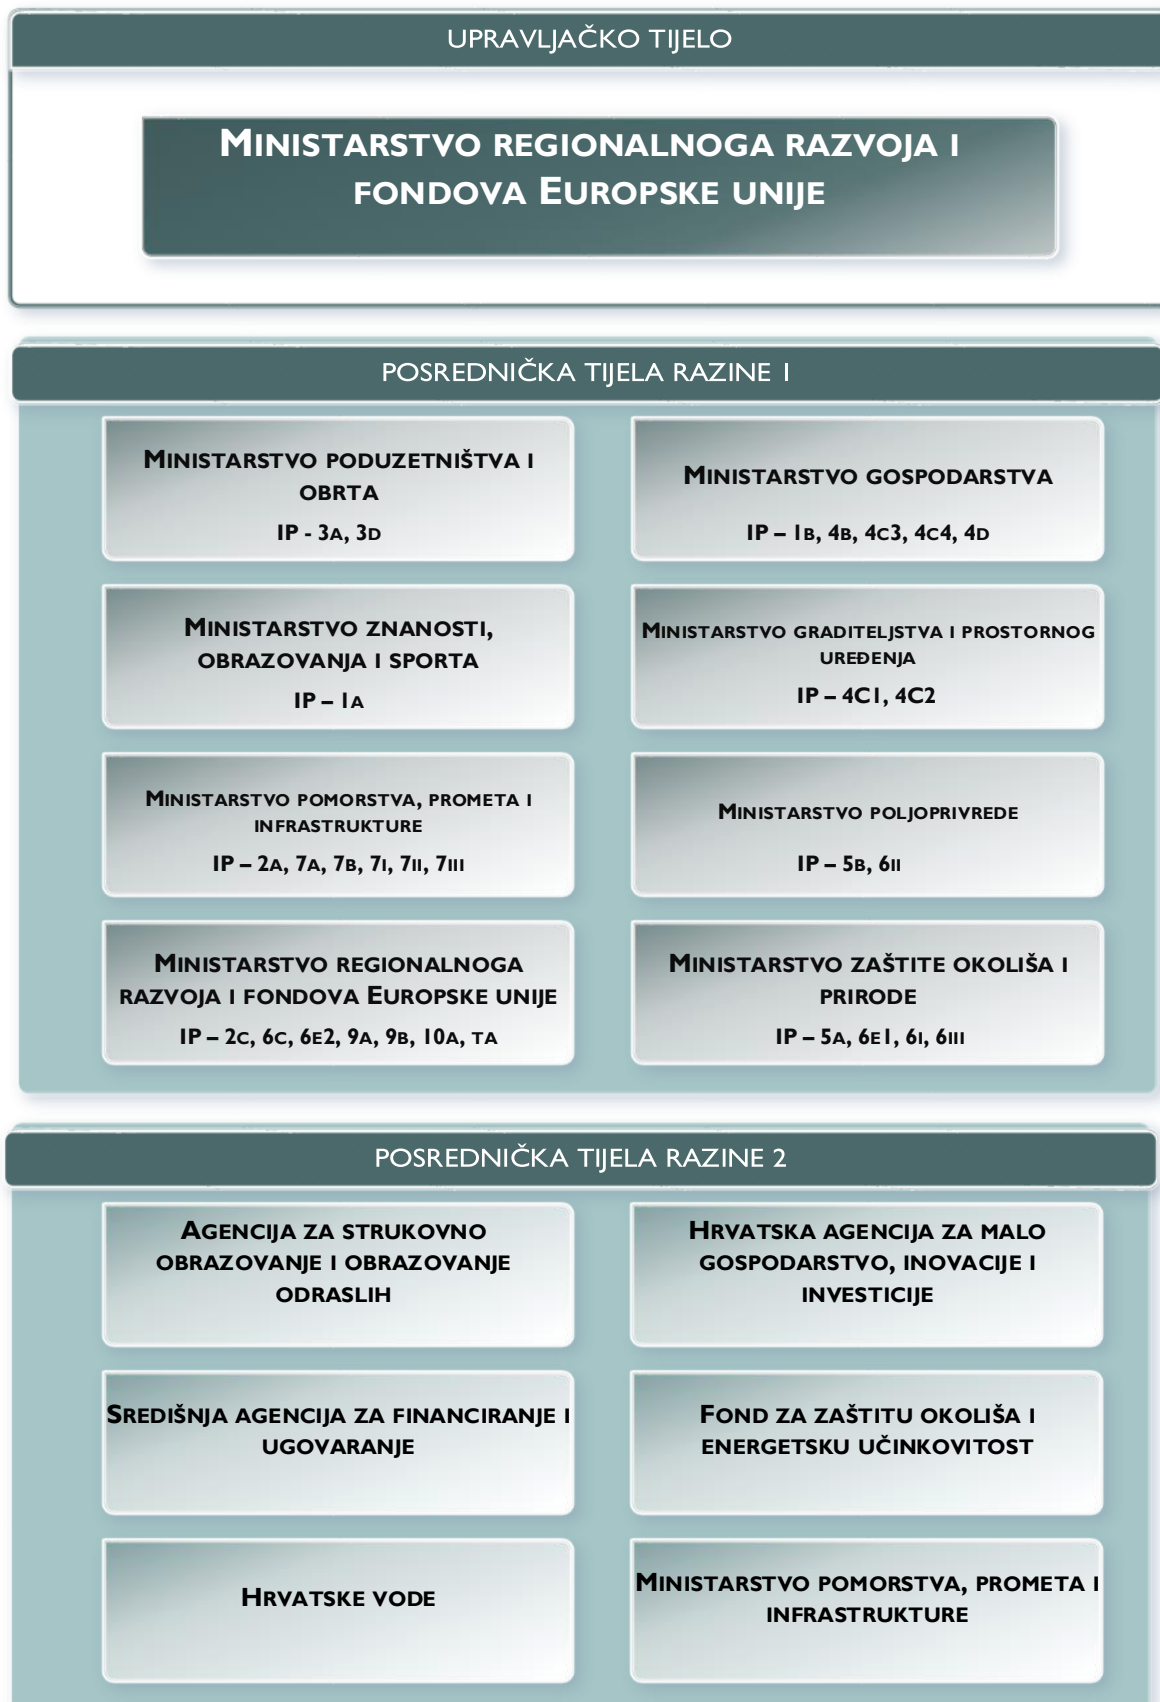 UPRAVLJAČKO TIJELO
MINISTARSTVO REGIONALNOGA RAZVOJA I
FONDOVA EUROPSKE UNIJE
POSREDNIČKA TIJELA RAZINE 1
MINISTARSTVO PODUZETNIŠTVA I
OBRTA
IP - 3A, 3D
MINISTARSTVO GOSPODARSTVA
IP – 1B, 4B, 4C3, 4C4, 4D
MINISTARSTVO ZNANOSTI,
OBRAZOVANJA I SPORTA
IP – 1A
MINISTARSTVO GRADITELJSTVA I PROSTORNOG
UREĐENJA
IP – 4C1, 4C2
MINISTARSTVO POMORSTVA, PROMETA I
INFRASTRUKTURE
IP – 2A, 7A, 7B, 7I, 7II, 7III
MINISTARSTVO POLJOPRIVREDE
IP – 5B, 6II
MINISTARSTVO REGIONALNOGA
RAZVOJA I FONDOVA EUROPSKE UNIJE
IP – 2C, 6C, 6E2, 9A, 9B, 10A, TA
MINISTARSTVO ZAŠTITE OKOLIŠA I
PRIRODE
IP – 5A, 6E1, 6I, 6III
POSREDNIČKA TIJELA RAZINE 2
AGENCIJA ZA STRUKOVNO
OBRAZOVANJE I OBRAZOVANJE
ODRASLIH
HRVATSKA AGENCIJA ZA MALO
GOSPODARSTVO, INOVACIJE I
INVESTICIJE
SREDIŠNJA AGENCIJA ZA FINANCIRANJE I
UGOVARANJE
FOND ZA ZAŠTITU OKOLIŠA I
ENERGETSKU UČINKOVITOST
HRVATSKE VODE
MINISTARSTVO POMORSTVA, PROMETA I
INFRASTRUKTURE